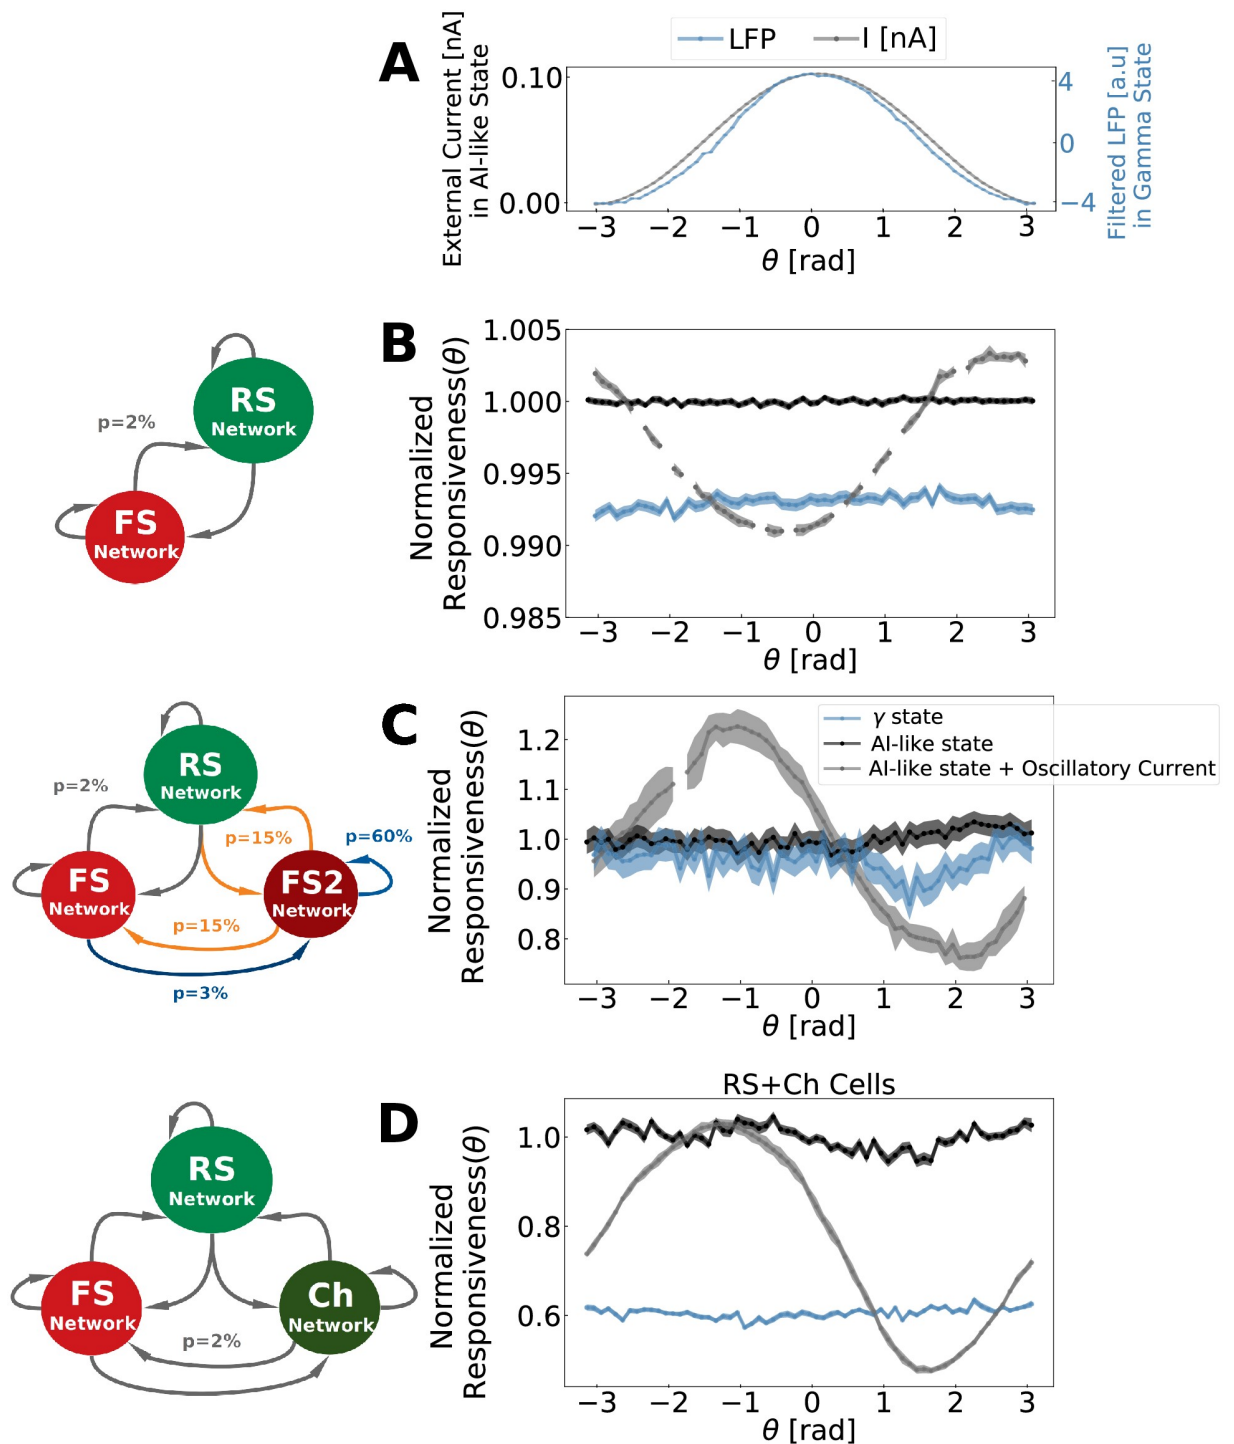 A
LFP
I [nA]
External Current [nA]
in AI-like State
0.10
0.00
4
0
−4
Filtered LFP [a.u]
in Gamma State
−3 −2 −1 0 1 2 3
θ [rad]
B
RS
Network
p=2%
FS
Network
Normalized
Responsiveness(θ)
1.005
1.000
0.995
0.990
0.985
−3 −2 −1 0 1 2 3
θ [rad]
C
RS
Network
p=2%
p=15%
p=60%
FS
Network
FS2
Network
p=15%
p=3%
Normalized
Responsiveness(θ)
1.2
1.1
1.0
0.9
0.8
γ state
AI-like state
AI-like state + Oscillatory Current
−3 −2 −1 0 1 2 3
θ [rad]
D
RS+Ch Cells
RS
Network
FS
Network
Ch
Network
p=2%
Normalized
Responsiveness(θ)
1.0
0.8
0.6
−3 −2 −1 0 1 2 3
θ [rad]